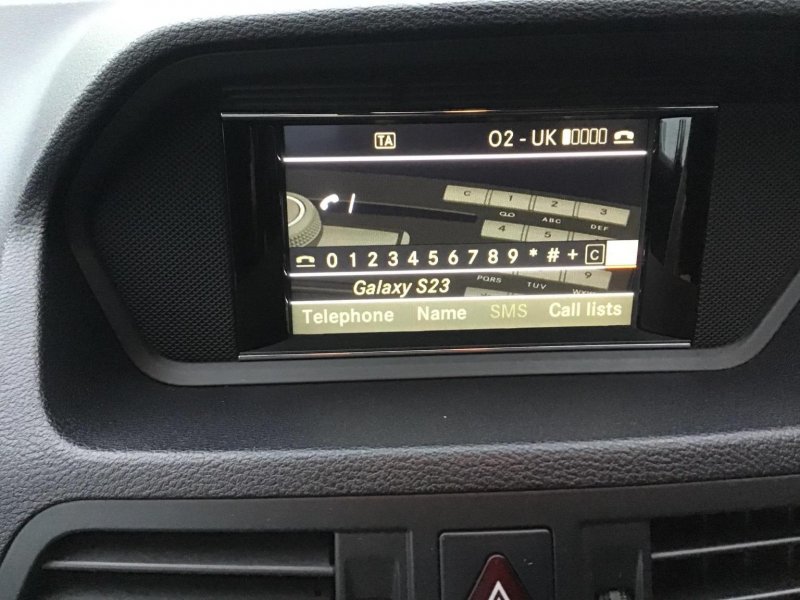 TA O2 - UK
C 1 2 3
ABC DEF
4 5
0 1 2 3 4 5 6 7 8 9 * # + C
9
PQRS TUV
Galaxy S23
Telephone Name SMS Call lists